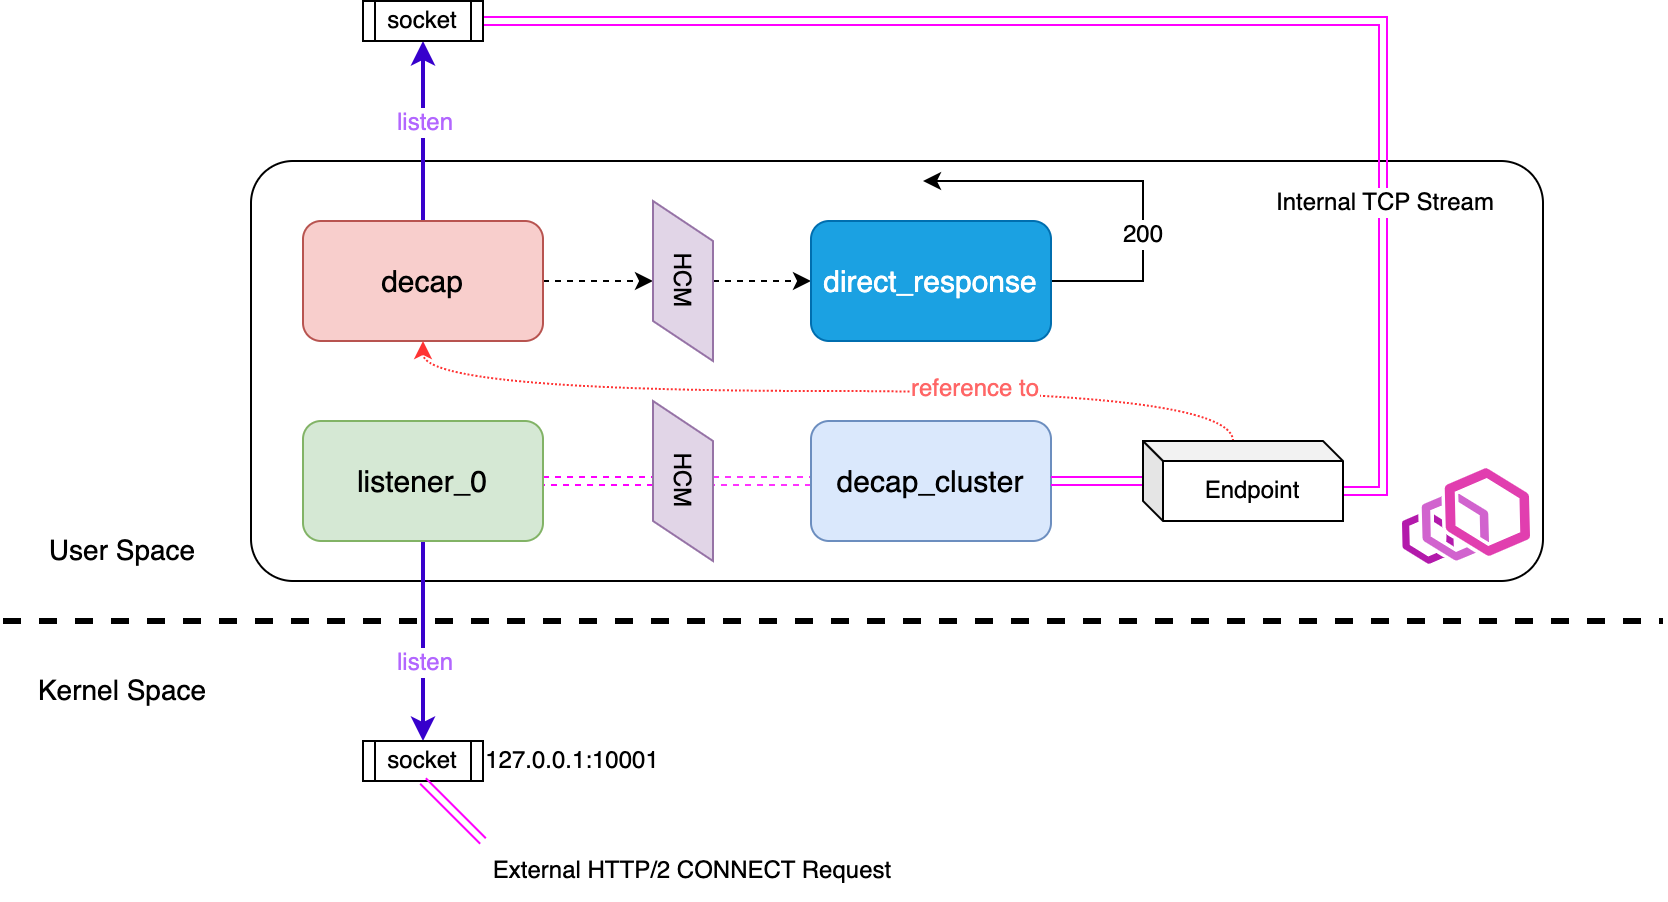 socket
listen
Internal TCP Stream
200
decap
HCM
direct_response
reference to
listener_0
HCM
decap_cluster
Endpoint
User Space
listen
Kernel Space
socket
127.0.0.1:10001
External HTTP/2 CONNECT Request